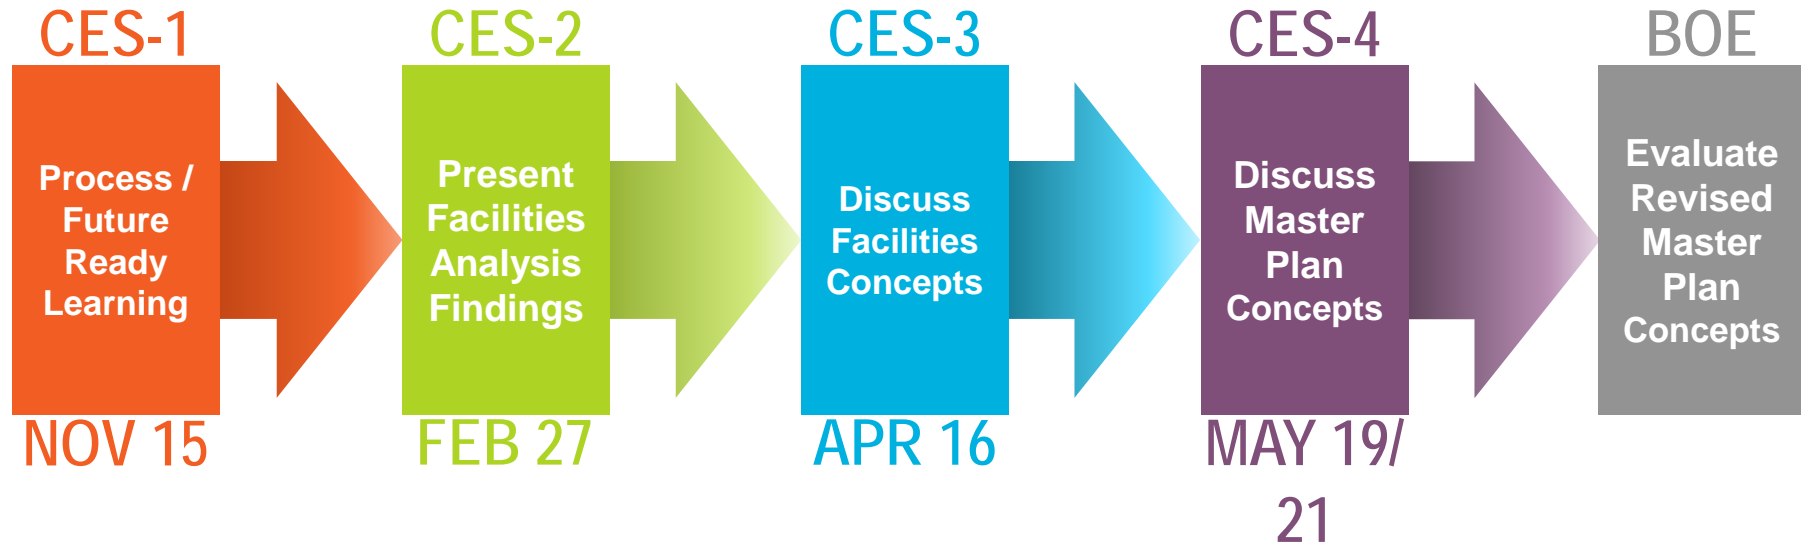 CES-1
Process /
Future
Ready
Learning
NOV 15
CES-2
Present
Facilities
Analysis
Findings
FEB 27
CES-3
Discuss
Facilities
Concepts
APR 16
CES-4
Discuss
Master
Plan
Concepts
MAY 19/
21
BOE
Evaluate
Revised
Master
Plan
Concepts